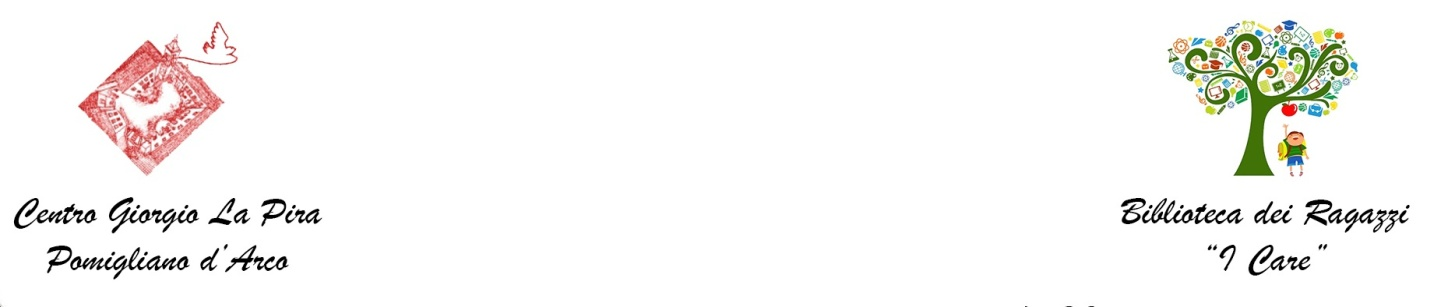 Centro Giorgio La Pira
Pomigliano d'Arco
Biblioteca dei Ragazzi
"I Care"